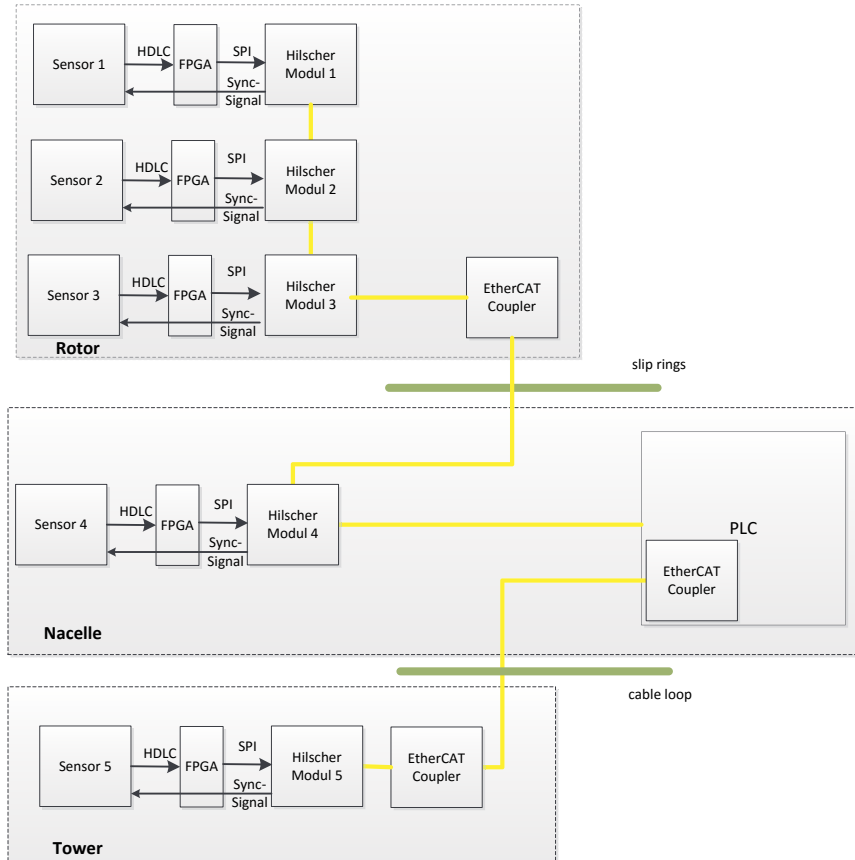 HDLC
SPI
Sensor 1
FPGA
Hilscher
Modul 1
Sync-
Signal
HDLC
SPI
Sensor 2
FPGA
Hilscher
Modul 2
Sync-
Signal
HDLC
SPI
Sensor 3
FPGA
Hilscher
Modul 3
Sync-
Signal
EtherCAT
Coupler
Rotor
slip rings
HDLC
SPI
Sensor 4
FPGA
Hilscher
Modul 4
Sync-
Signal
PLC
EtherCAT
Coupler
Nacelle
cable loop
HDLC
SPI
Sensor 5
FPGA
Hilscher
Modul 5
Sync-
Signal
EtherCAT
Coupler
Tower